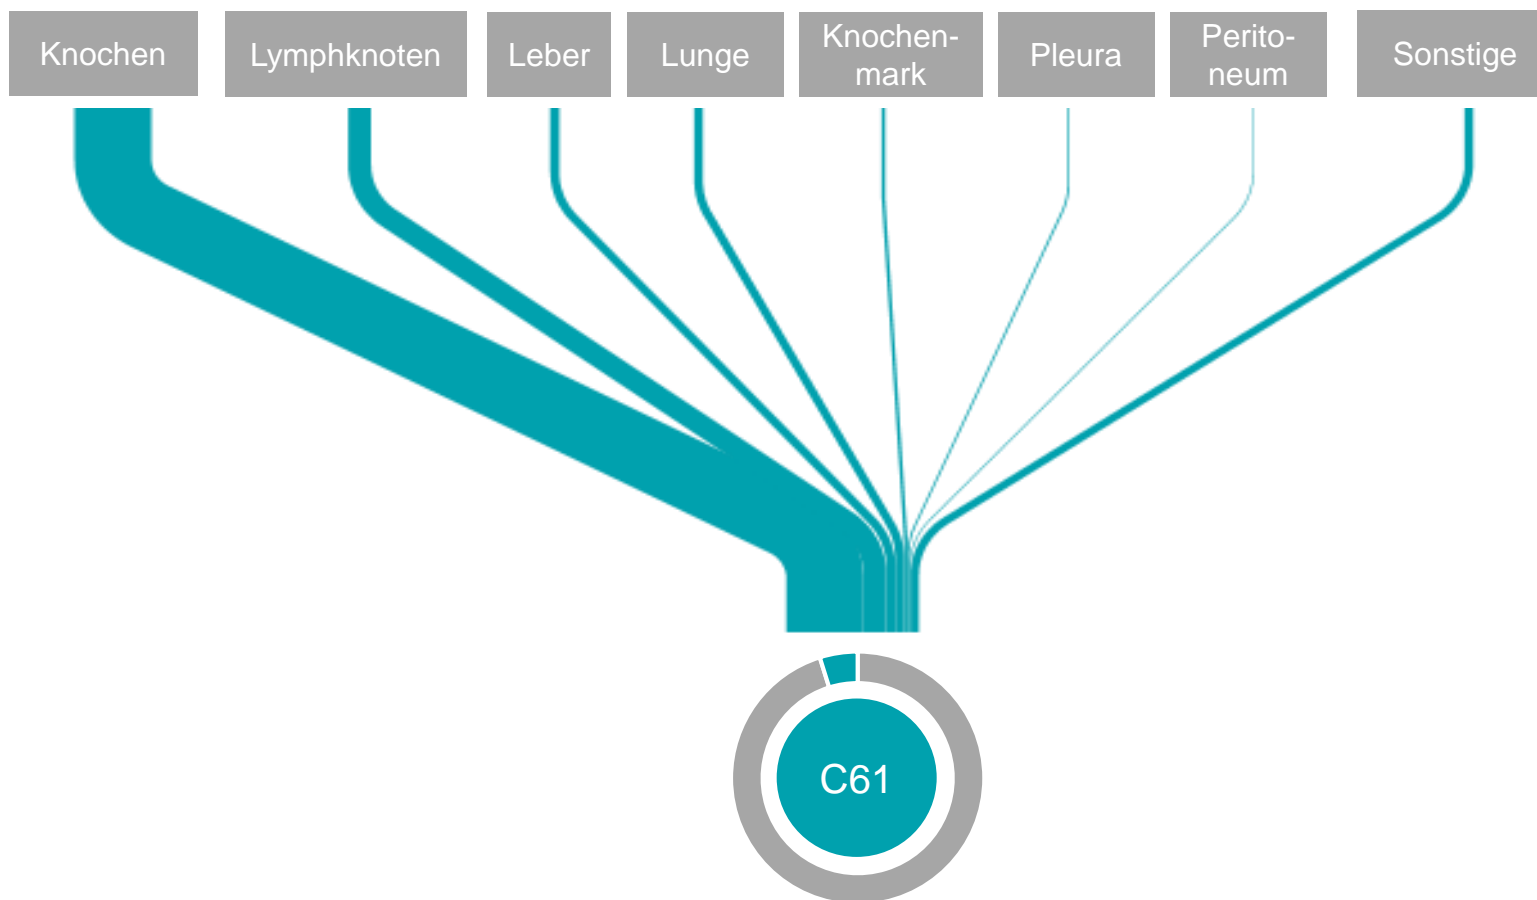 Knochen
Lymphknoten
Leber
Lunge
Knochen-
mark
Pleura
Perito-
neum
Sonstige
C61